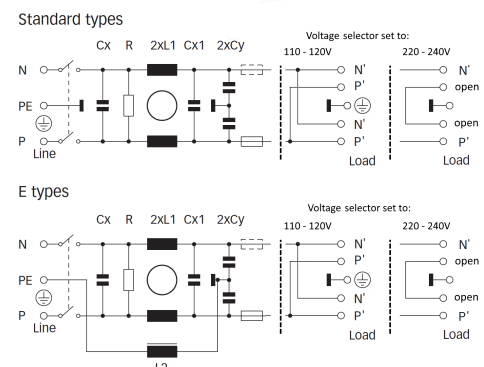 Standard types
Voltage selector set to:
Cx R 2xL1 Cx1 2xCy 110 - 120V 220 - 240V
N N' N'
P' open
PE
N' open
P P' P'
Line Load Load
E types
Voltage selector set to:
Cx R 2xL1 Cx1 2xCy 110 - 120V 220 - 240V
N N' N'
P' open
PE
N' open
P P' P'
Line Load Load